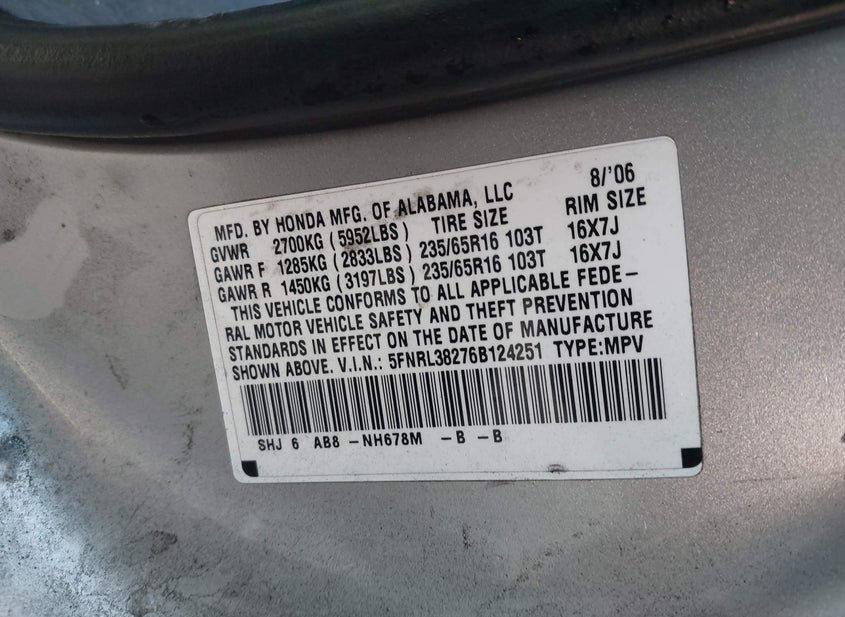 MFD. BY HONDA MFG. OF ALABAMA, LLC 8/'06
GVWR 2700KG (5952LBS) TIRE SIZE RIM SIZE
GAWR F 1285KG (2833LBS) 235/65R16 103T 16X7J
GAWR R 1450KG (3197LBS) 235/65R16 103T 16X7J
THIS VEHICLE CONFORMS TO ALL APPLICABLE FEDE-
RAL MOTOR VEHICLE SAFETY AND THEFT PREVENTION
STANDARDS IN EFFECT ON THE DATE OF MANUFACTURE
SHOWN ABOVE. V.I.N.: 5FNRL38276B124251 TYPE:MPV
SHJ 6 AB8 -NH678M -B -B